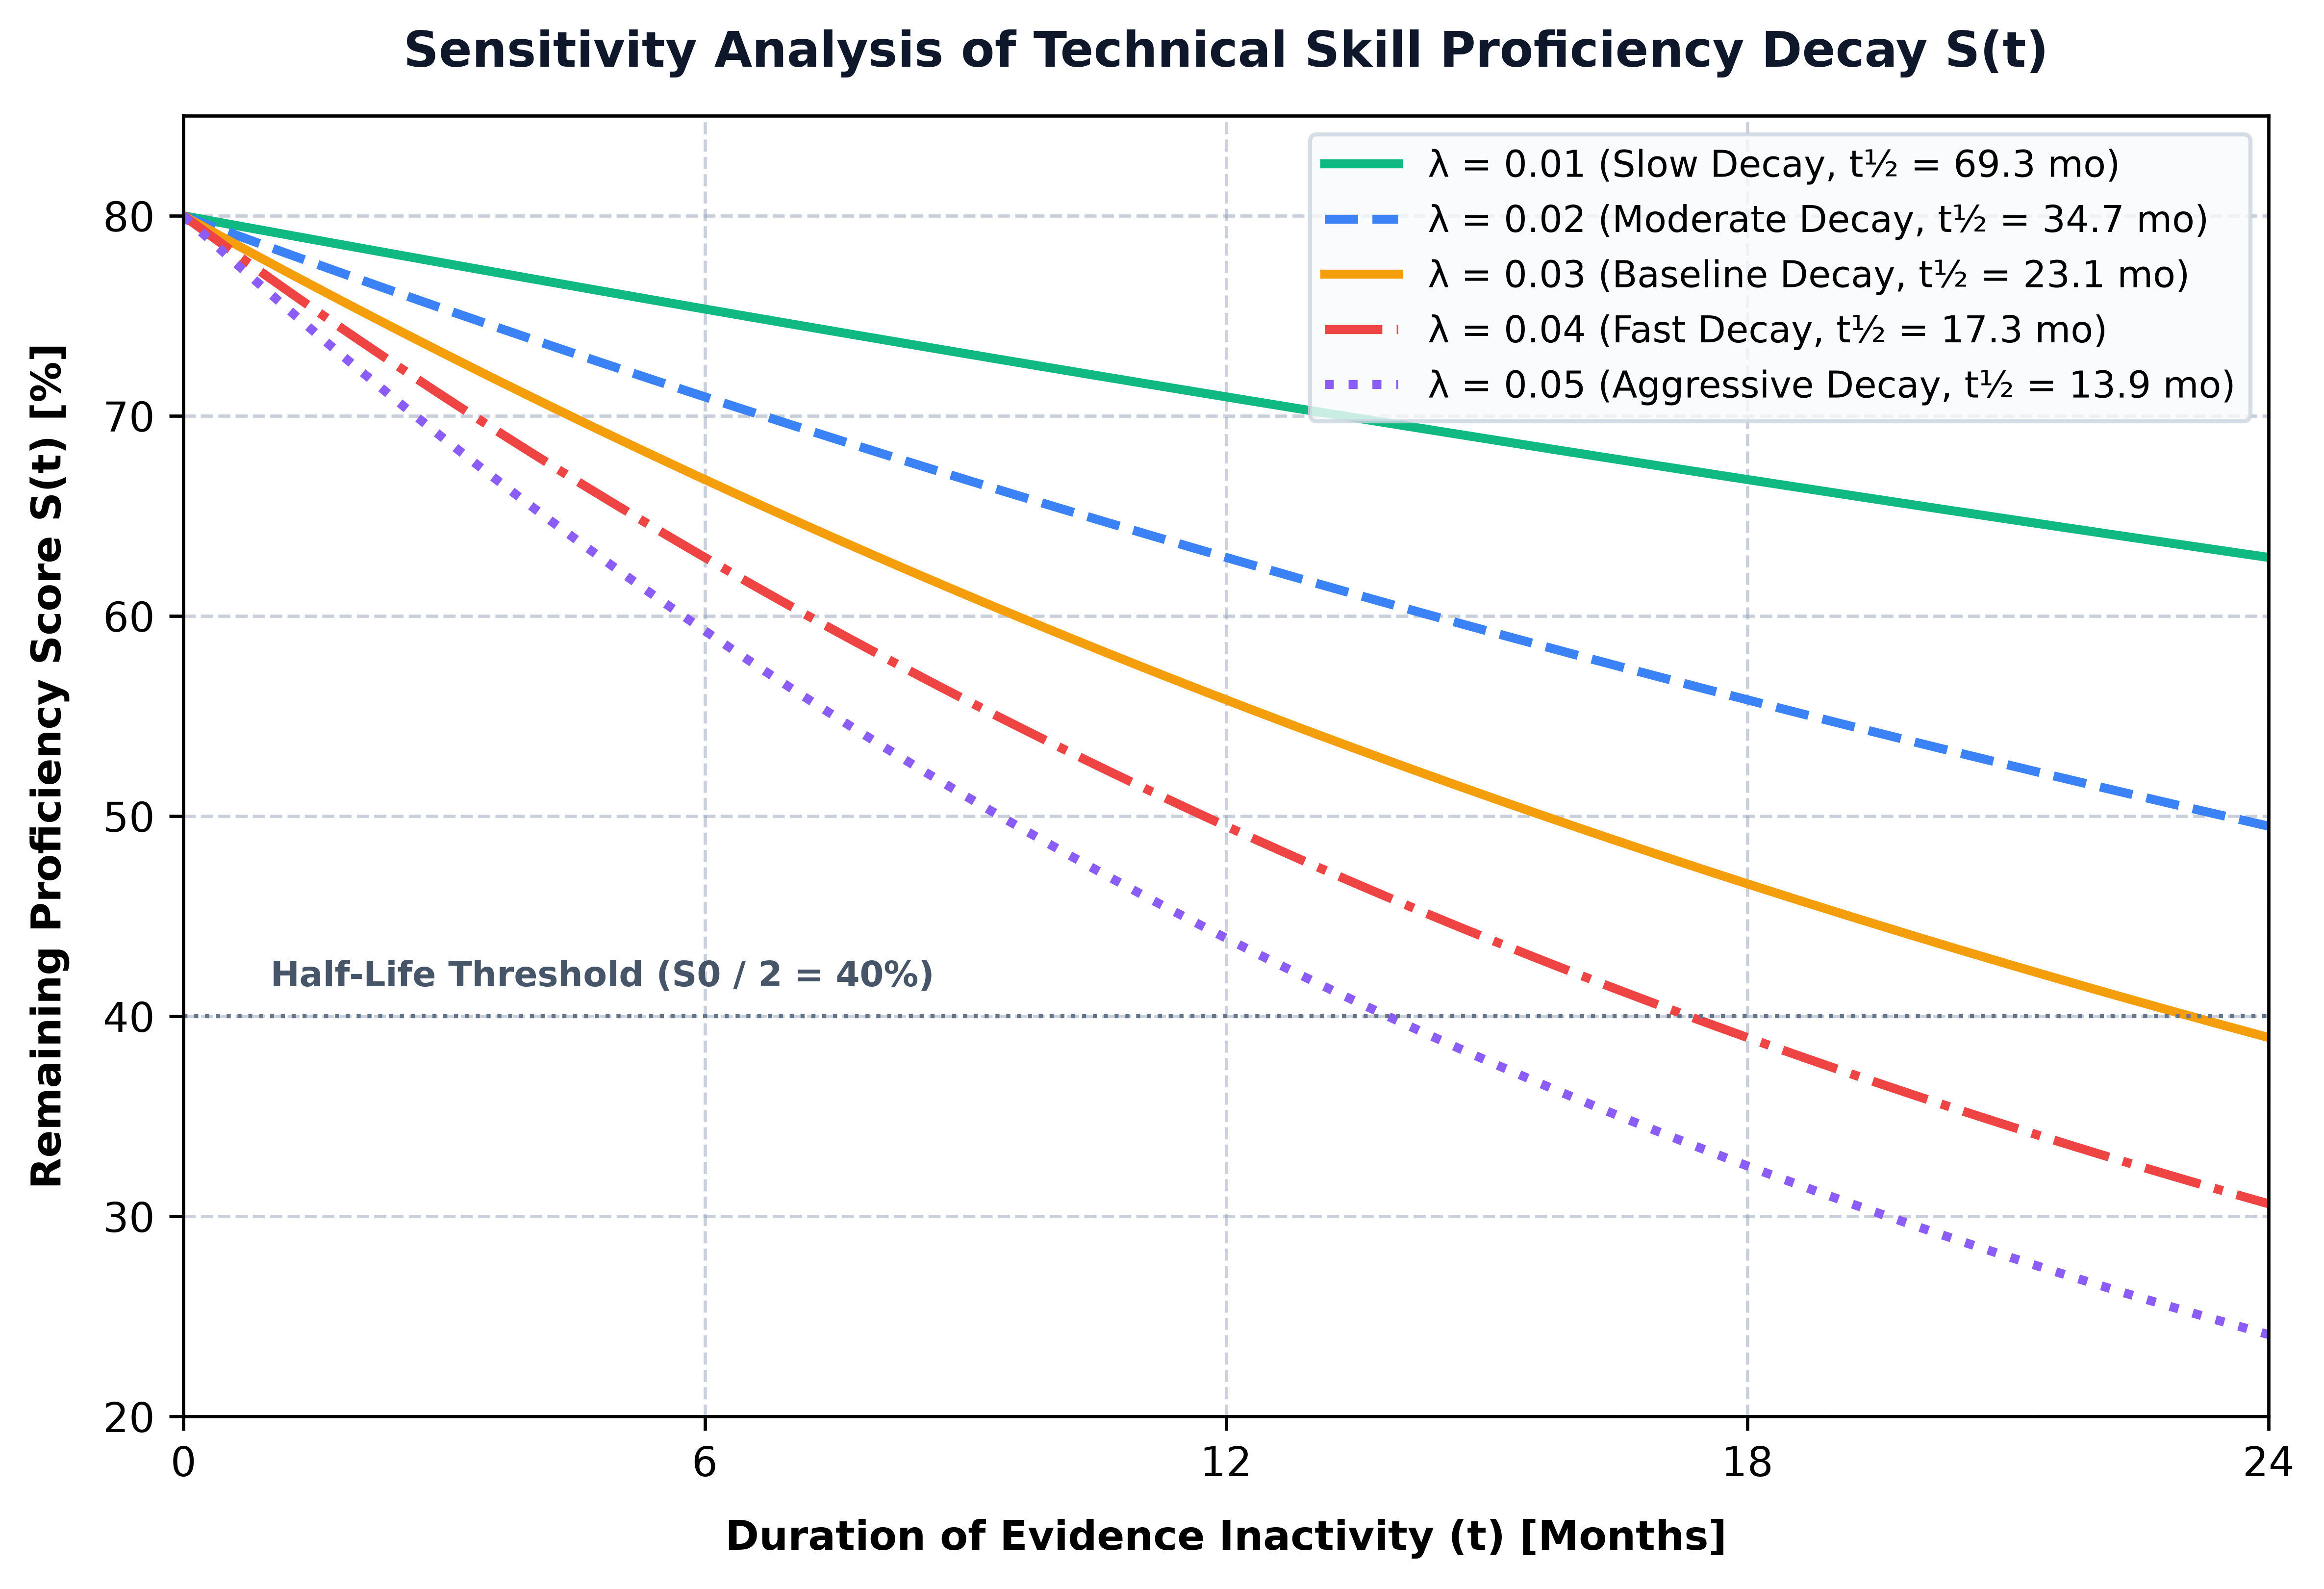 Sensitivity Analysis of Technical Skill Proficiency Decay S(t)
λ = 0.01 (Slow Decay, t½ = 69.3 mo)
λ = 0.02 (Moderate Decay, t½ = 34.7 mo)
λ = 0.03 (Baseline Decay, t½ = 23.1 mo)
λ = 0.04 (Fast Decay, t½ = 17.3 mo)
λ = 0.05 (Aggressive Decay, t½ = 13.9 mo)
Remaining Proficiency Score S(t) [%]
80
70
60
50
40
30
20
Half-Life Threshold (S0 / 2 = 40%)
0
6
12
18
24
Duration of Evidence Inactivity (t) [Months]